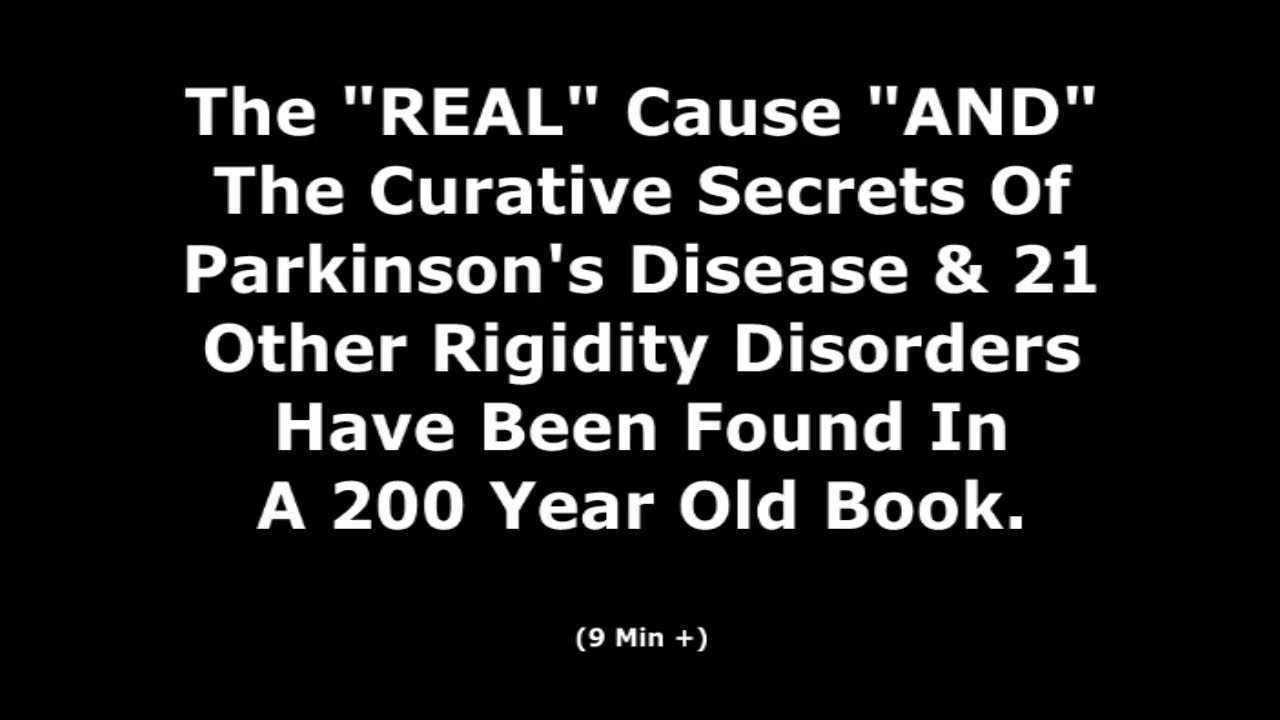 The "REAL" Cause "AND"
The Curative Secrets Of
Parkinson's Disease & 21
Other Rigidity Disorders
Have Been Found In
A 200 Year Old Book.
(9 Min +)